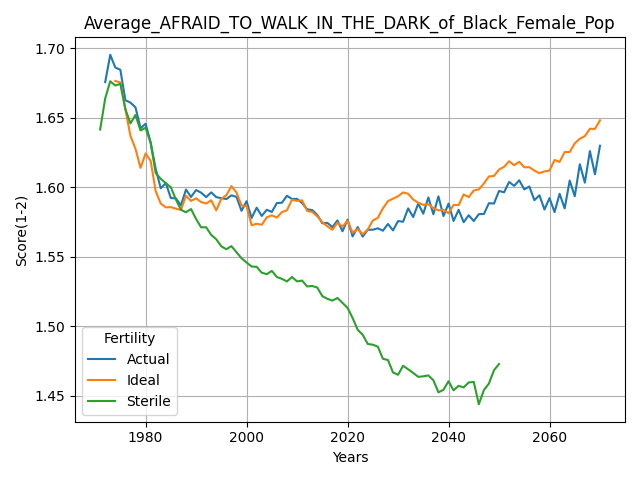 Average_AFRAID_TO_WALK_IN_THE_DARK_of_Black_Female_Pop
1.70
1.65
1.60
1.55
1.50
1.45
Score(1-2)
Fertility
Actual
Ideal
Sterile
1980
2000
2020
2040
2060
Years